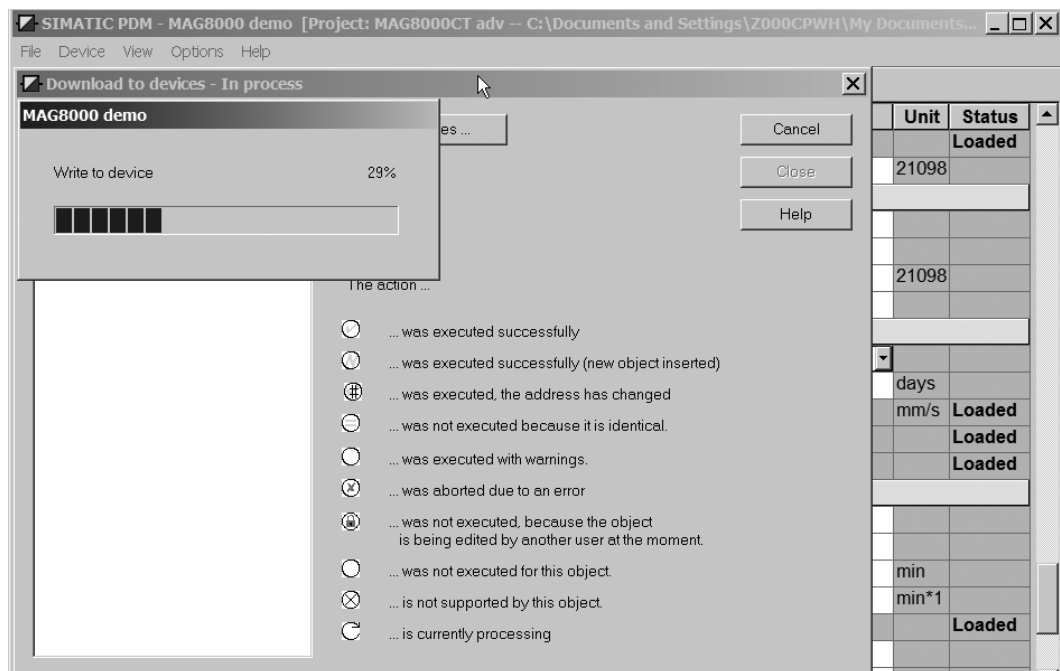 SIMATIC PDM - MAG8000 demo [Project: MAG8000CT adv -- C:\Documents and Settings\Z000CPWH\My Documents...
File Device View Options Help
Download to devices - In process
MAG8000 demo
es ...
Write to device 29%
Cancel
Close
Help
The action ...
... was executed successfully
... was executed successfully (new object inserted)
... was executed, the address has changed
... was not executed because it is identical.
... was executed with warnings.
... was aborted due to an error
... was not executed, because the object
is being edited by another user at the moment.
... was not executed for this object.
... is not supported by this object.
... is currently processing
Unit Status
Loaded
21098
21098
days
mm/s Loaded
Loaded
Loaded
min
min*1
Loaded